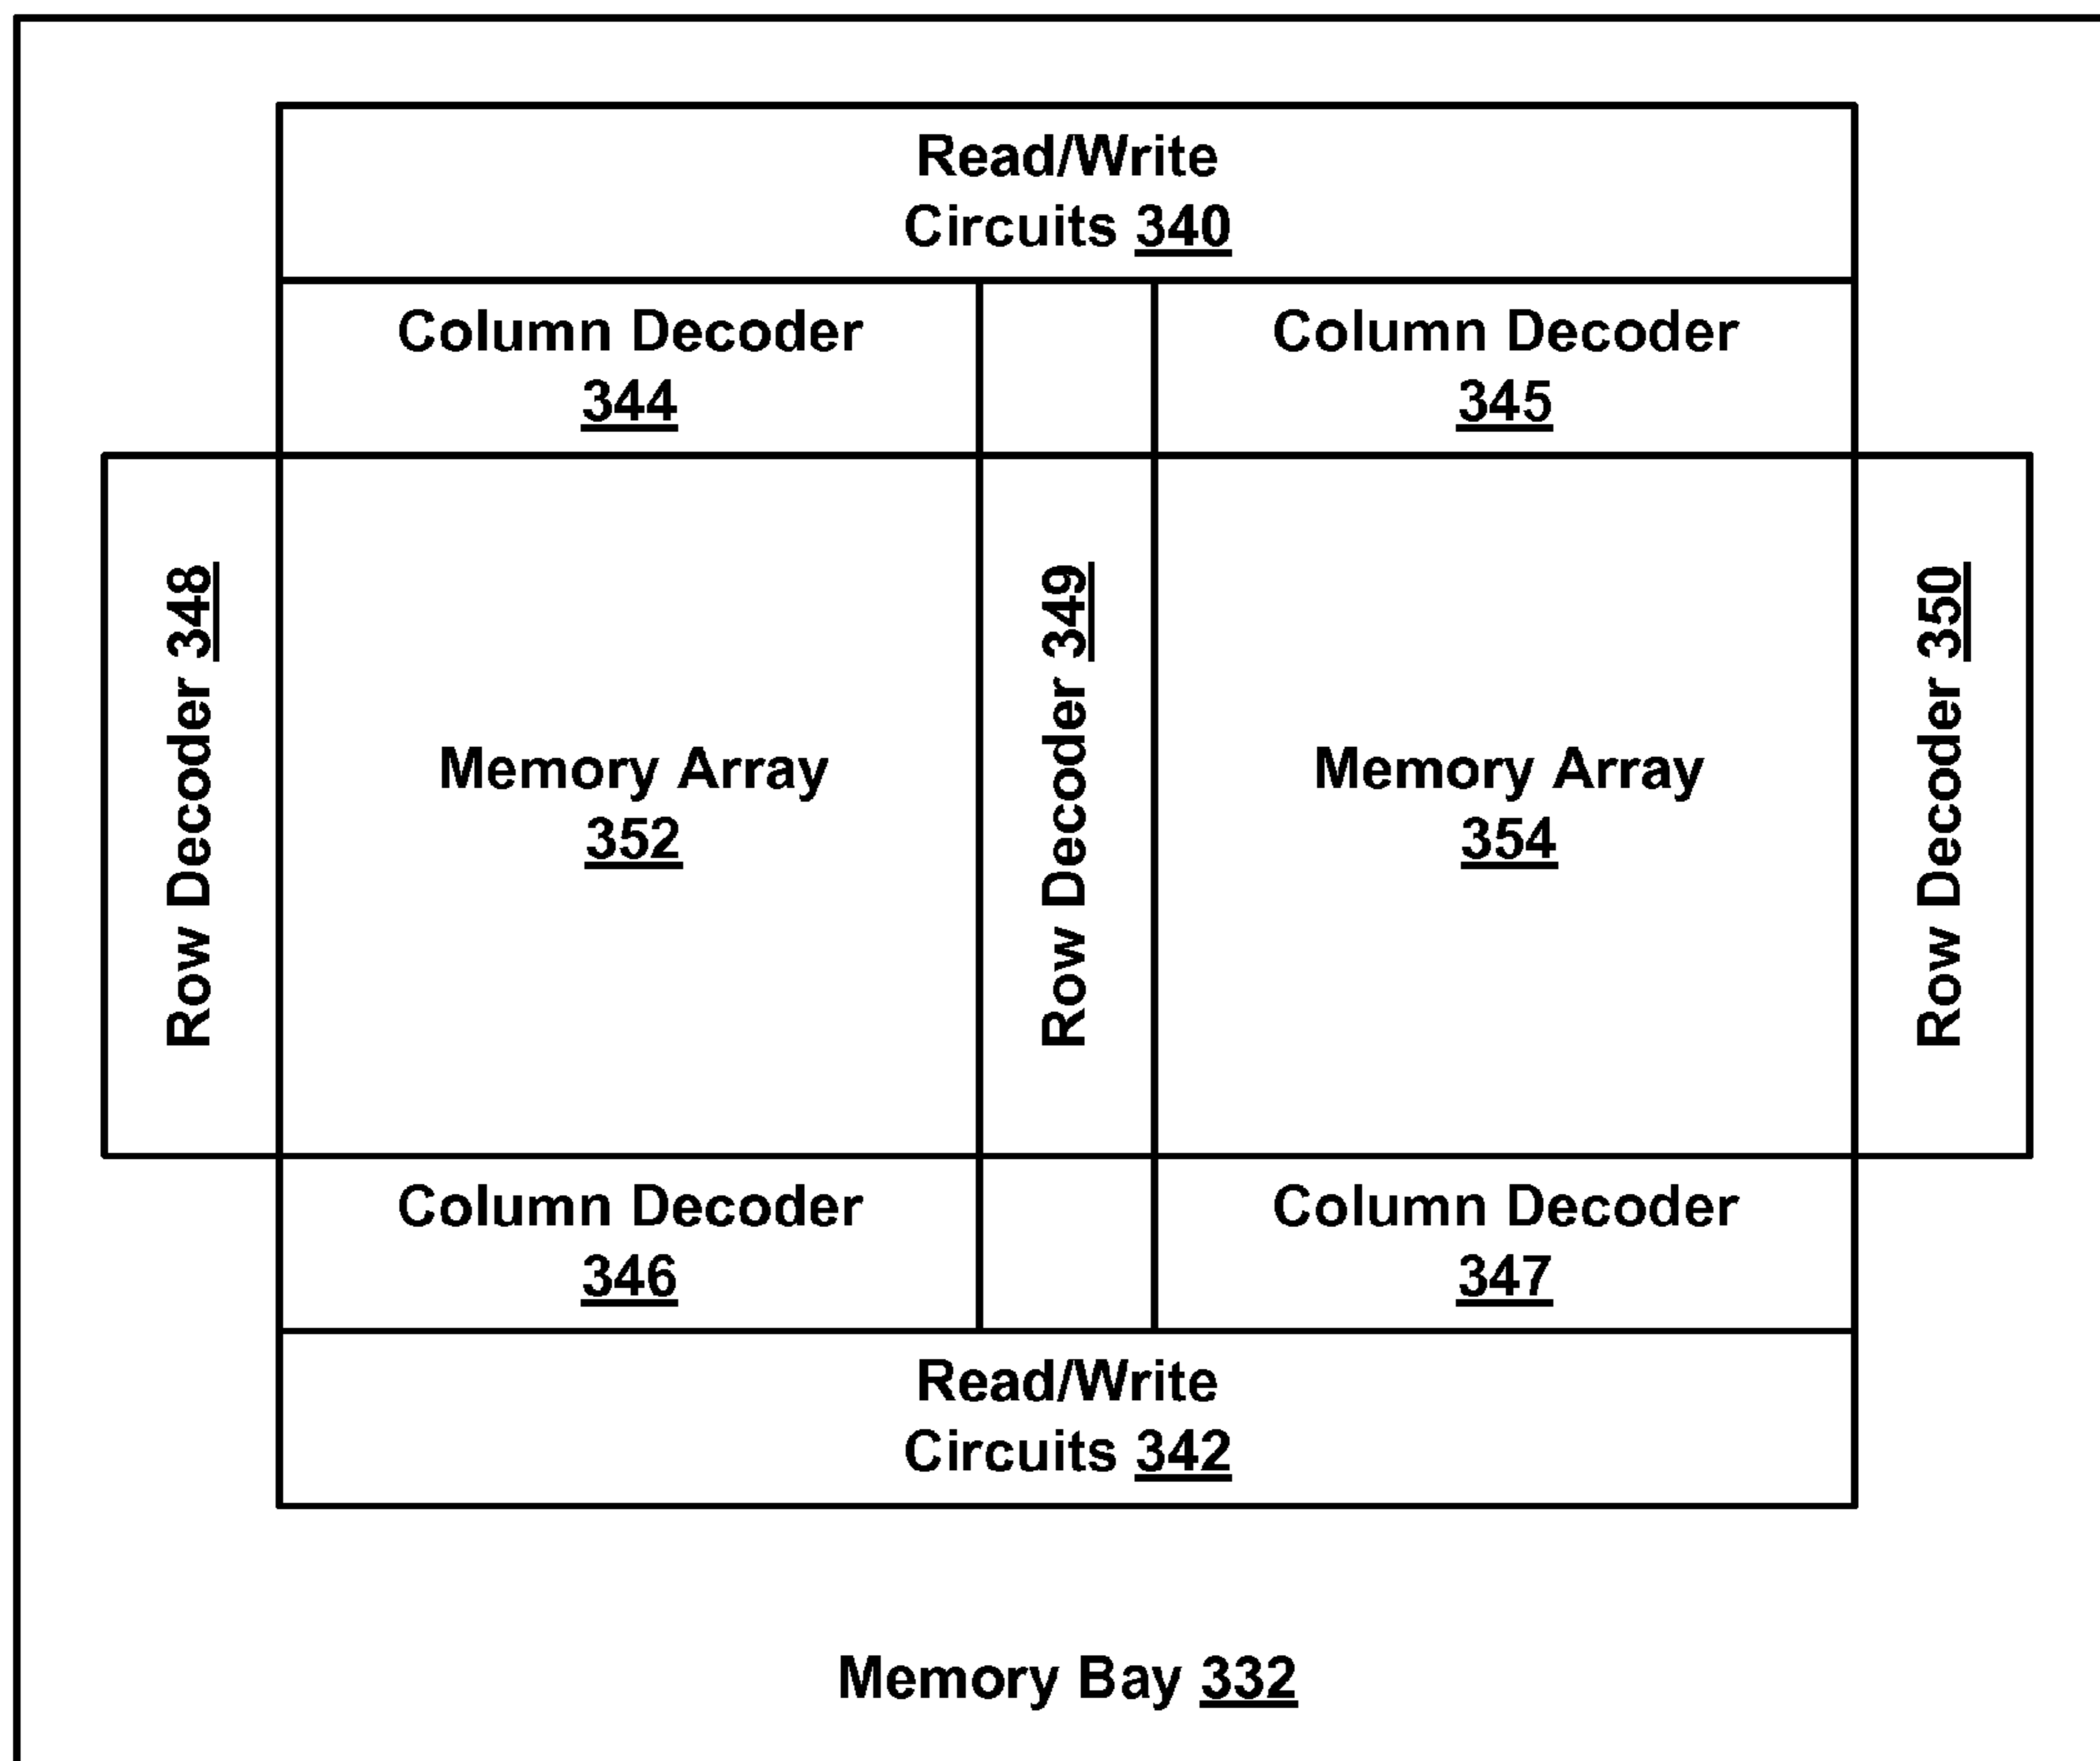 Read/Write
Circuits 340
Column Decoder
344
Column Decoder
345
Row Decoder 348
Memory Array
352
Row Decoder 349
Memory Array
354
Row Decoder 350
Column Decoder
346
Column Decoder
347
Read/Write
Circuits 342
Memory Bay 332